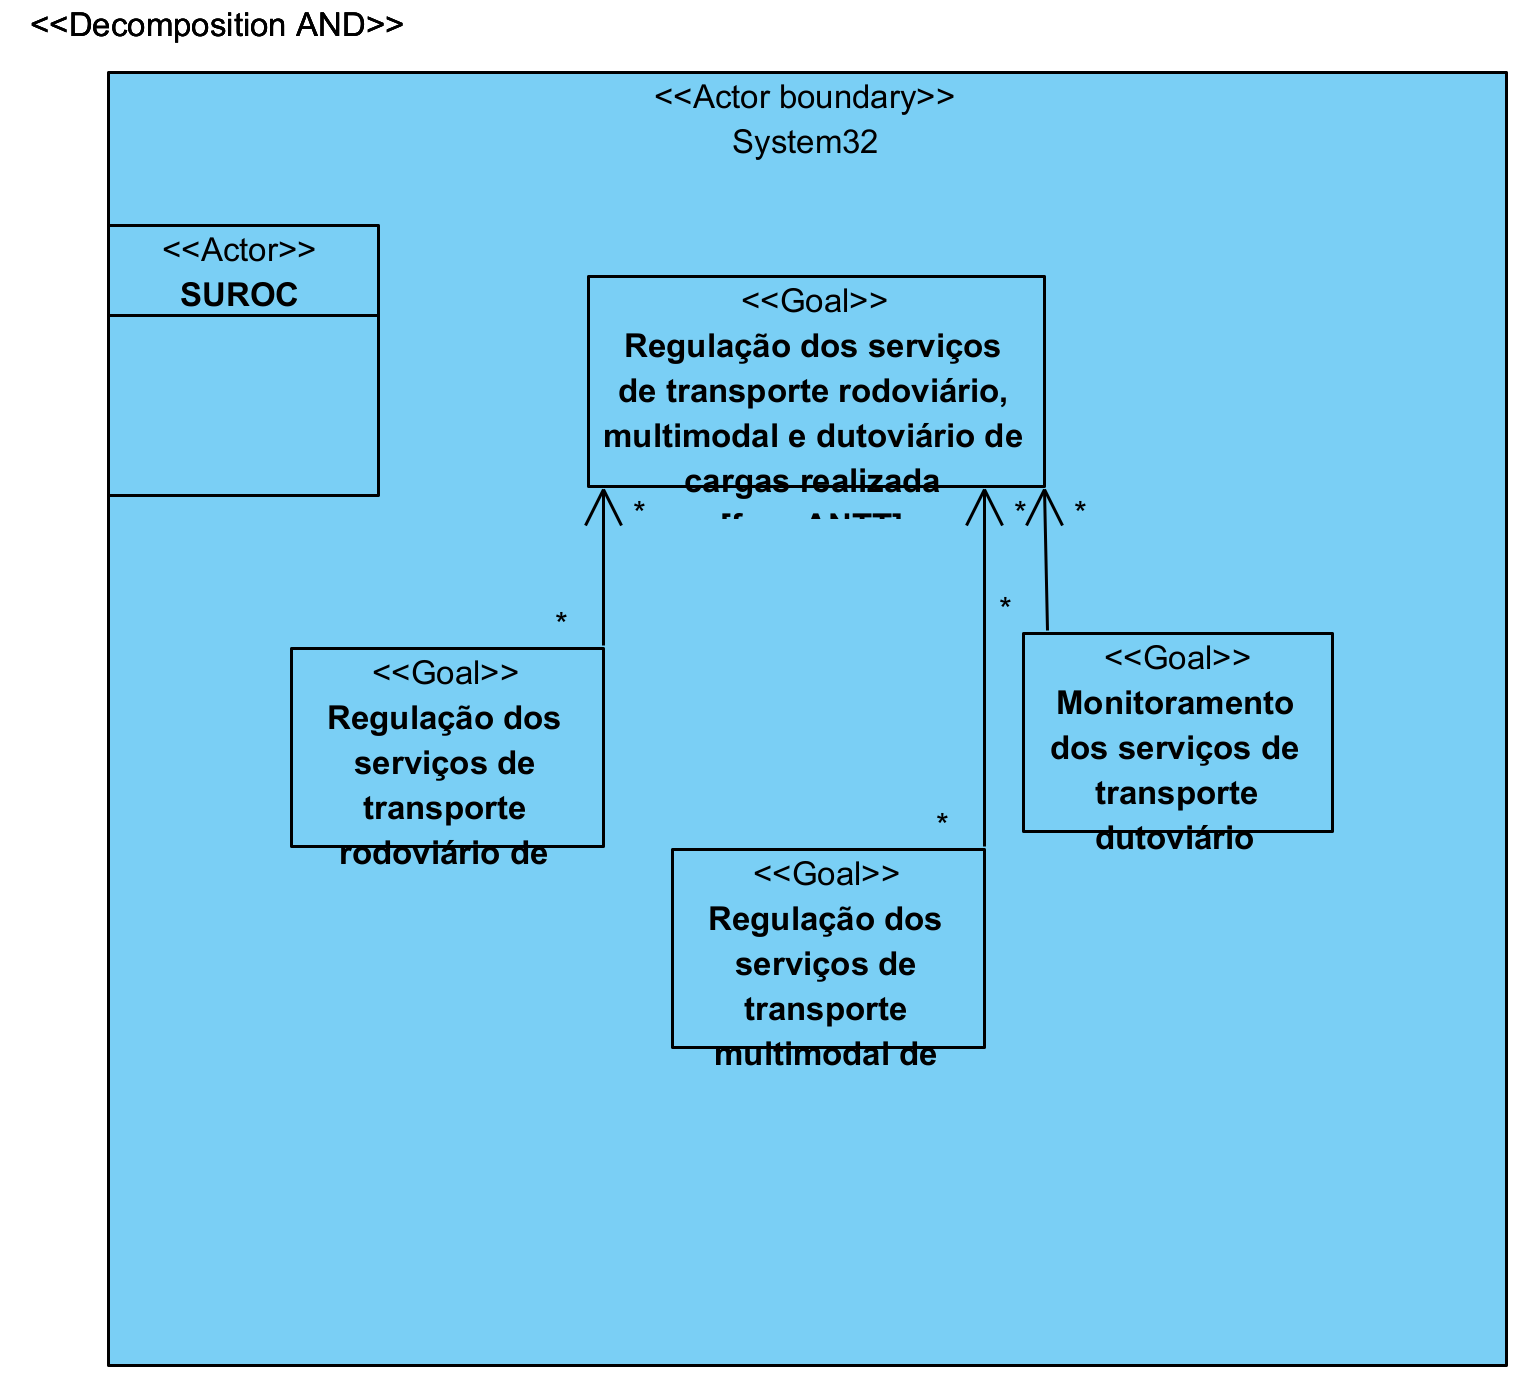 <<Decomposition AND>>
<<Actor boundary>>
System32
<<Actor>>
SUROC
<<Goal>>
Regulação dos serviços
de transporte rodoviário,
multimodal e dutoviário de
cargas realizada
*
*
*
*
*
*
<<Goal>>
Regulação dos
serviços de
transporte
rodoviário de
<<Goal>>
Monitoramento
dos serviços de
transporte
dutoviário
<<Goal>>
Regulação dos
serviços de
transporte
multimodal de